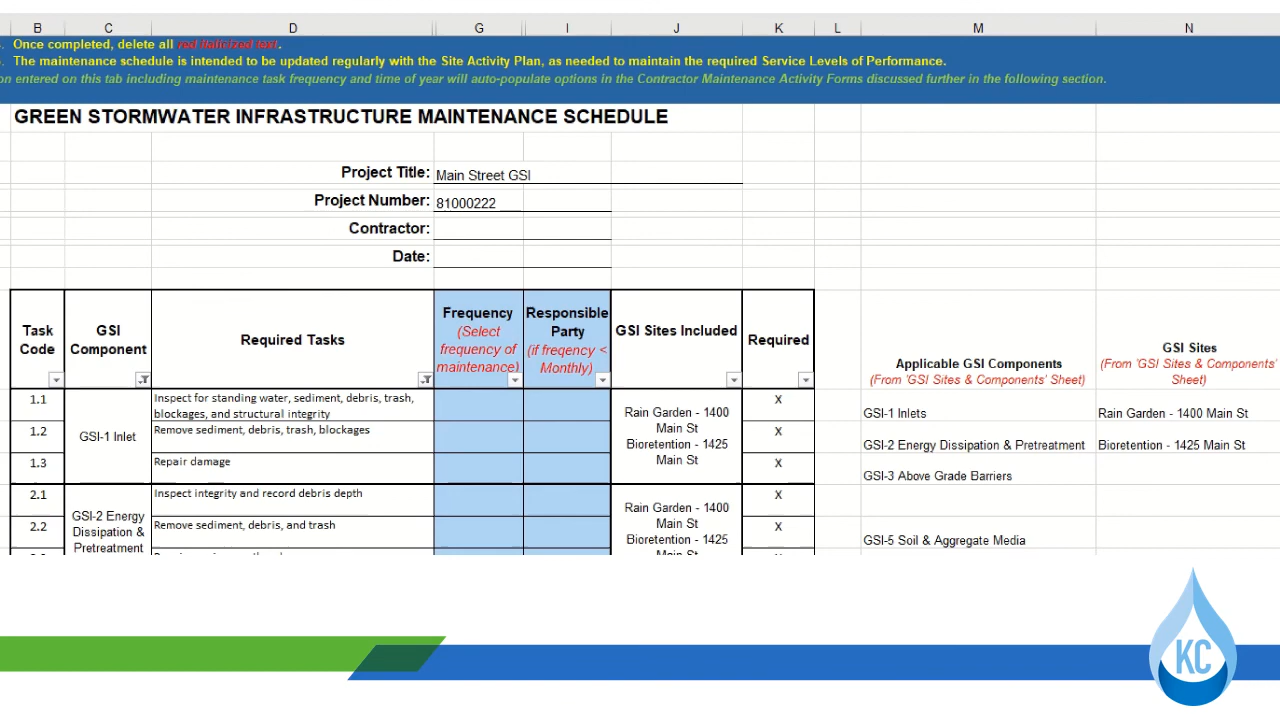 B C D G I J K L M N
. Once completed, delete all red italicized text.
. The maintenance schedule is intended to be updated regularly with the Site Activity Plan, as needed to maintain the required Service Levels of Performance.
on entered on this tab including maintenance task frequency and time of year will auto-populate options in the Contractor Maintenance Activity Forms discussed further in the following section.
GREEN STORMWATER INFRASTRUCTURE MAINTENANCE SCHEDULE
Project Title: Main Street GSI
Project Number: 81000222
Contractor:
Date:
Task
Code
GSI
Component
Required Tasks
Frequency
(Select
frequency of
maintenance)
Responsible
Party
(if freqency <
Monthly)
GSI Sites Included
Required
Applicable GSI Components
(From 'GSI Sites & Components' Sheet)
GSI Sites
(From 'GSI Sites & Components'
Sheet)
1.1
Inspect for standing water, sediment, debris, trash,
blockages, and structural integrity
X
1.2
Remove sediment, debris, trash, blockages
X
1.3
Repair damage
X
GSI-1 Inlet
Rain Garden - 1400
Main St
Bioretention - 1425
Main St
GSI-1 Inlets
Rain Garden - 1400 Main St
GSI-2 Energy Dissipation & Pretreatment
Bioretention - 1425 Main St
GSI-3 Above Grade Barriers
2.1
Inspect integrity and record debris depth
X
2.2
Remove sediment, debris, and trash
X
GSI-2 Energy
Dissipation &
Pretreatment
Rain Garden - 1400
Main St
Bioretention - 1425
Main St
GSI-5 Soil & Aggregate Media
KC